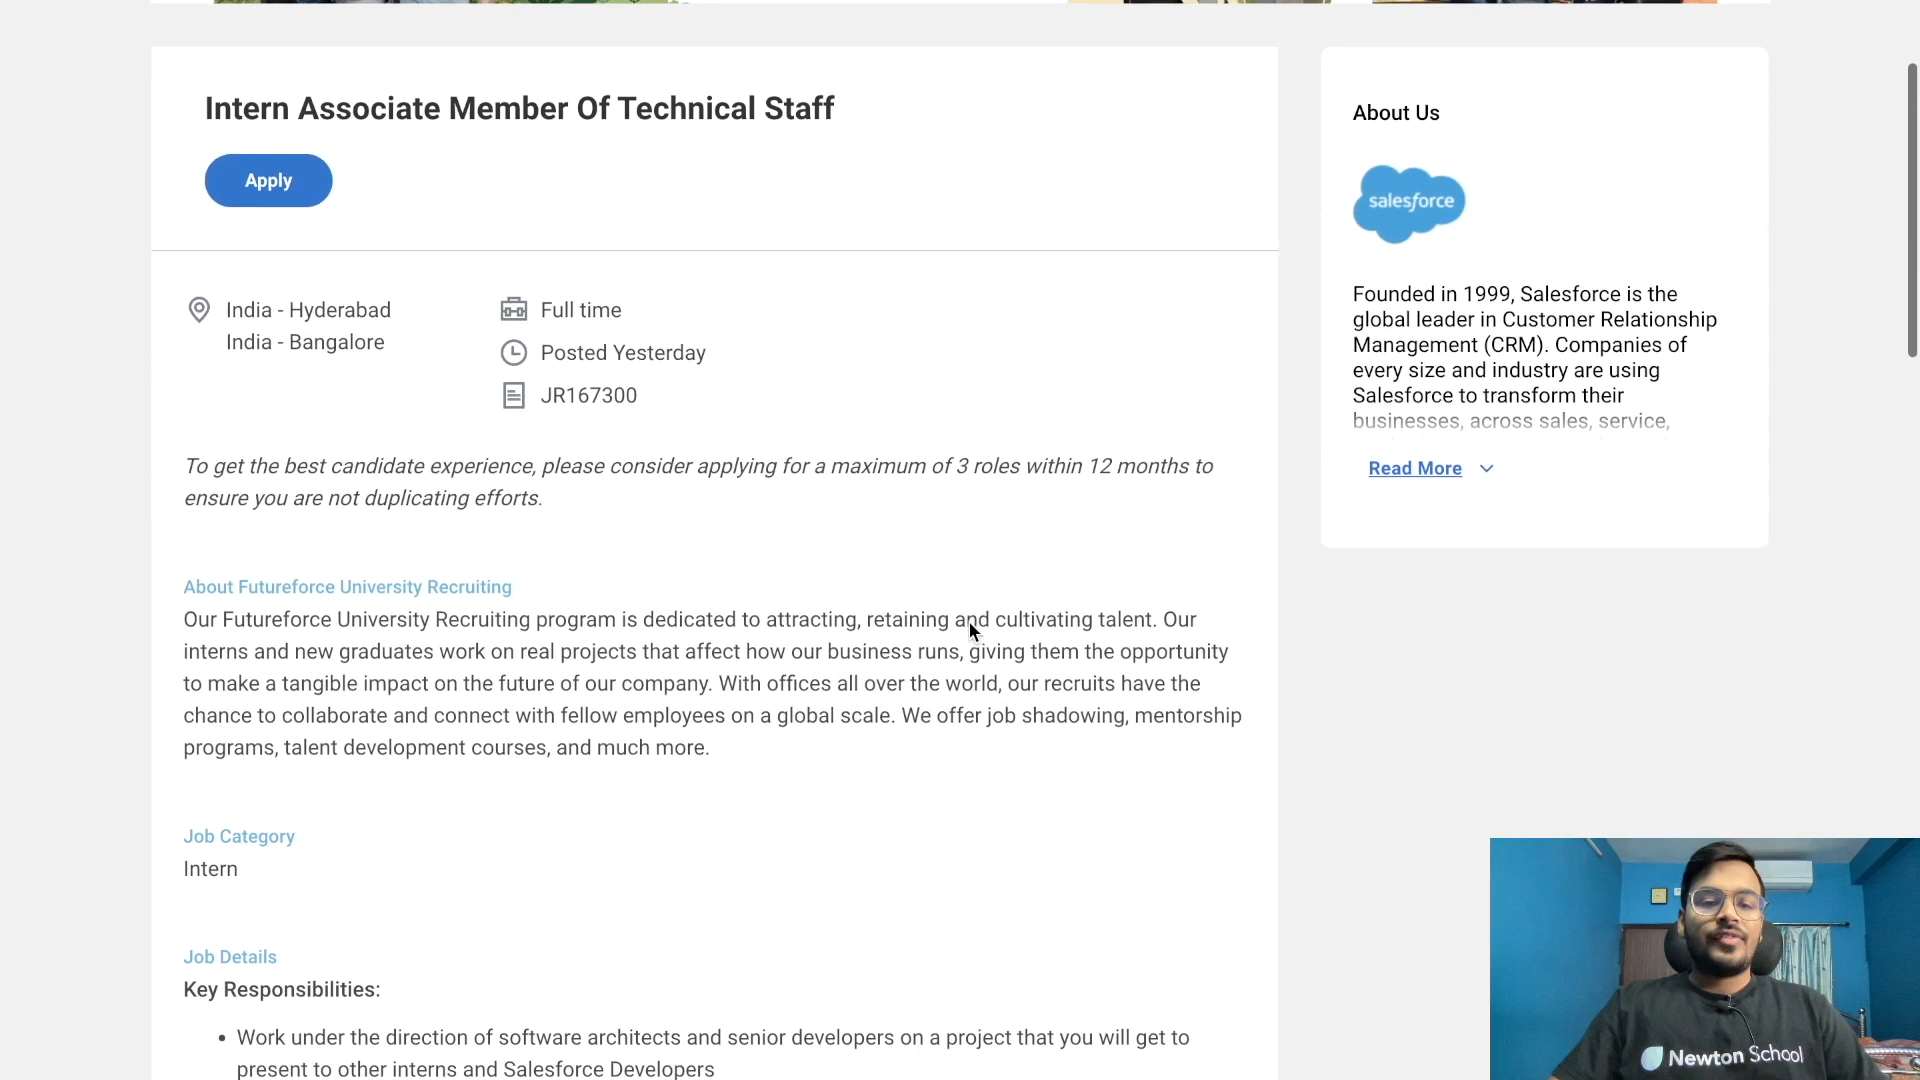 Intern Associate Member Of Technical Staff
Apply
India - Hyderabad
India - Bangalore
Full time
Posted Yesterday
JR167300
To get the best candidate experience, please consider applying for a maximum of 3 roles within 12 months to
ensure you are not duplicating efforts.
About Futureforce University Recruiting
Our Futureforce University Recruiting program is dedicated to attracting, retaining and cultivating talent. Our
interns and new graduates work on real projects that affect how our business runs, giving them the opportunity
to make a tangible impact on the future of our company. With offices all over the world, our recruits have the
chance to collaborate and connect with fellow employees on a global scale. We offer job shadowing, mentorship
programs, talent development courses, and much more.
Job Category
Intern
Job Details
Key Responsibilities:
• Work under the direction of software architects and senior developers on a project that you will get to
present to other interns and Salesforce Developers
About Us
salesforce
Founded in 1999, Salesforce is the
global leader in Customer Relationship
Management (CRM). Companies of
every size and industry are using
Salesforce to transform their
businesses, across sales, service,
Read More
Newton School